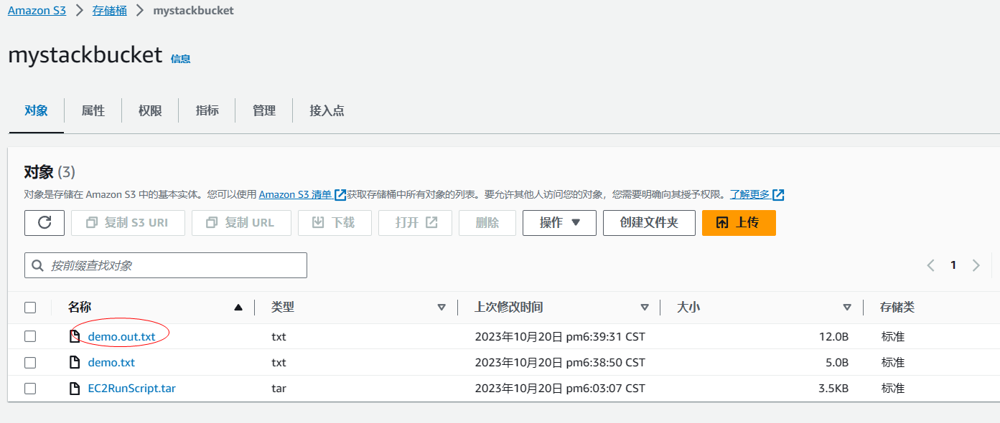 Amazon S3 > 存储桶 > mystackbucket
mystackbucket 信息
对象 属性 权限 指标 管理 接入点
对象 (3)
对象是存储在 Amazon S3 中的基本实体。您可以使用 Amazon S3 清单 获取存储桶中所有对象的列表。要允许其他人访问您的对象，您需要明确向其授予权限。了解更多
复制 S3 URI 复制 URL 下载 打开 删除 操作 创建文件夹 上传
按前缀查找对象 1
名称 类型 上次修改时间 大小 存储类
demo.out.txt txt 2023年10月20日 pm6:39:31 CST 12.0B 标准
demo.txt txt 2023年10月20日 pm6:38:50 CST 5.0B 标准
EC2RunScript.tar tar 2023年10月20日 pm6:03:07 CST 3.5KB 标准